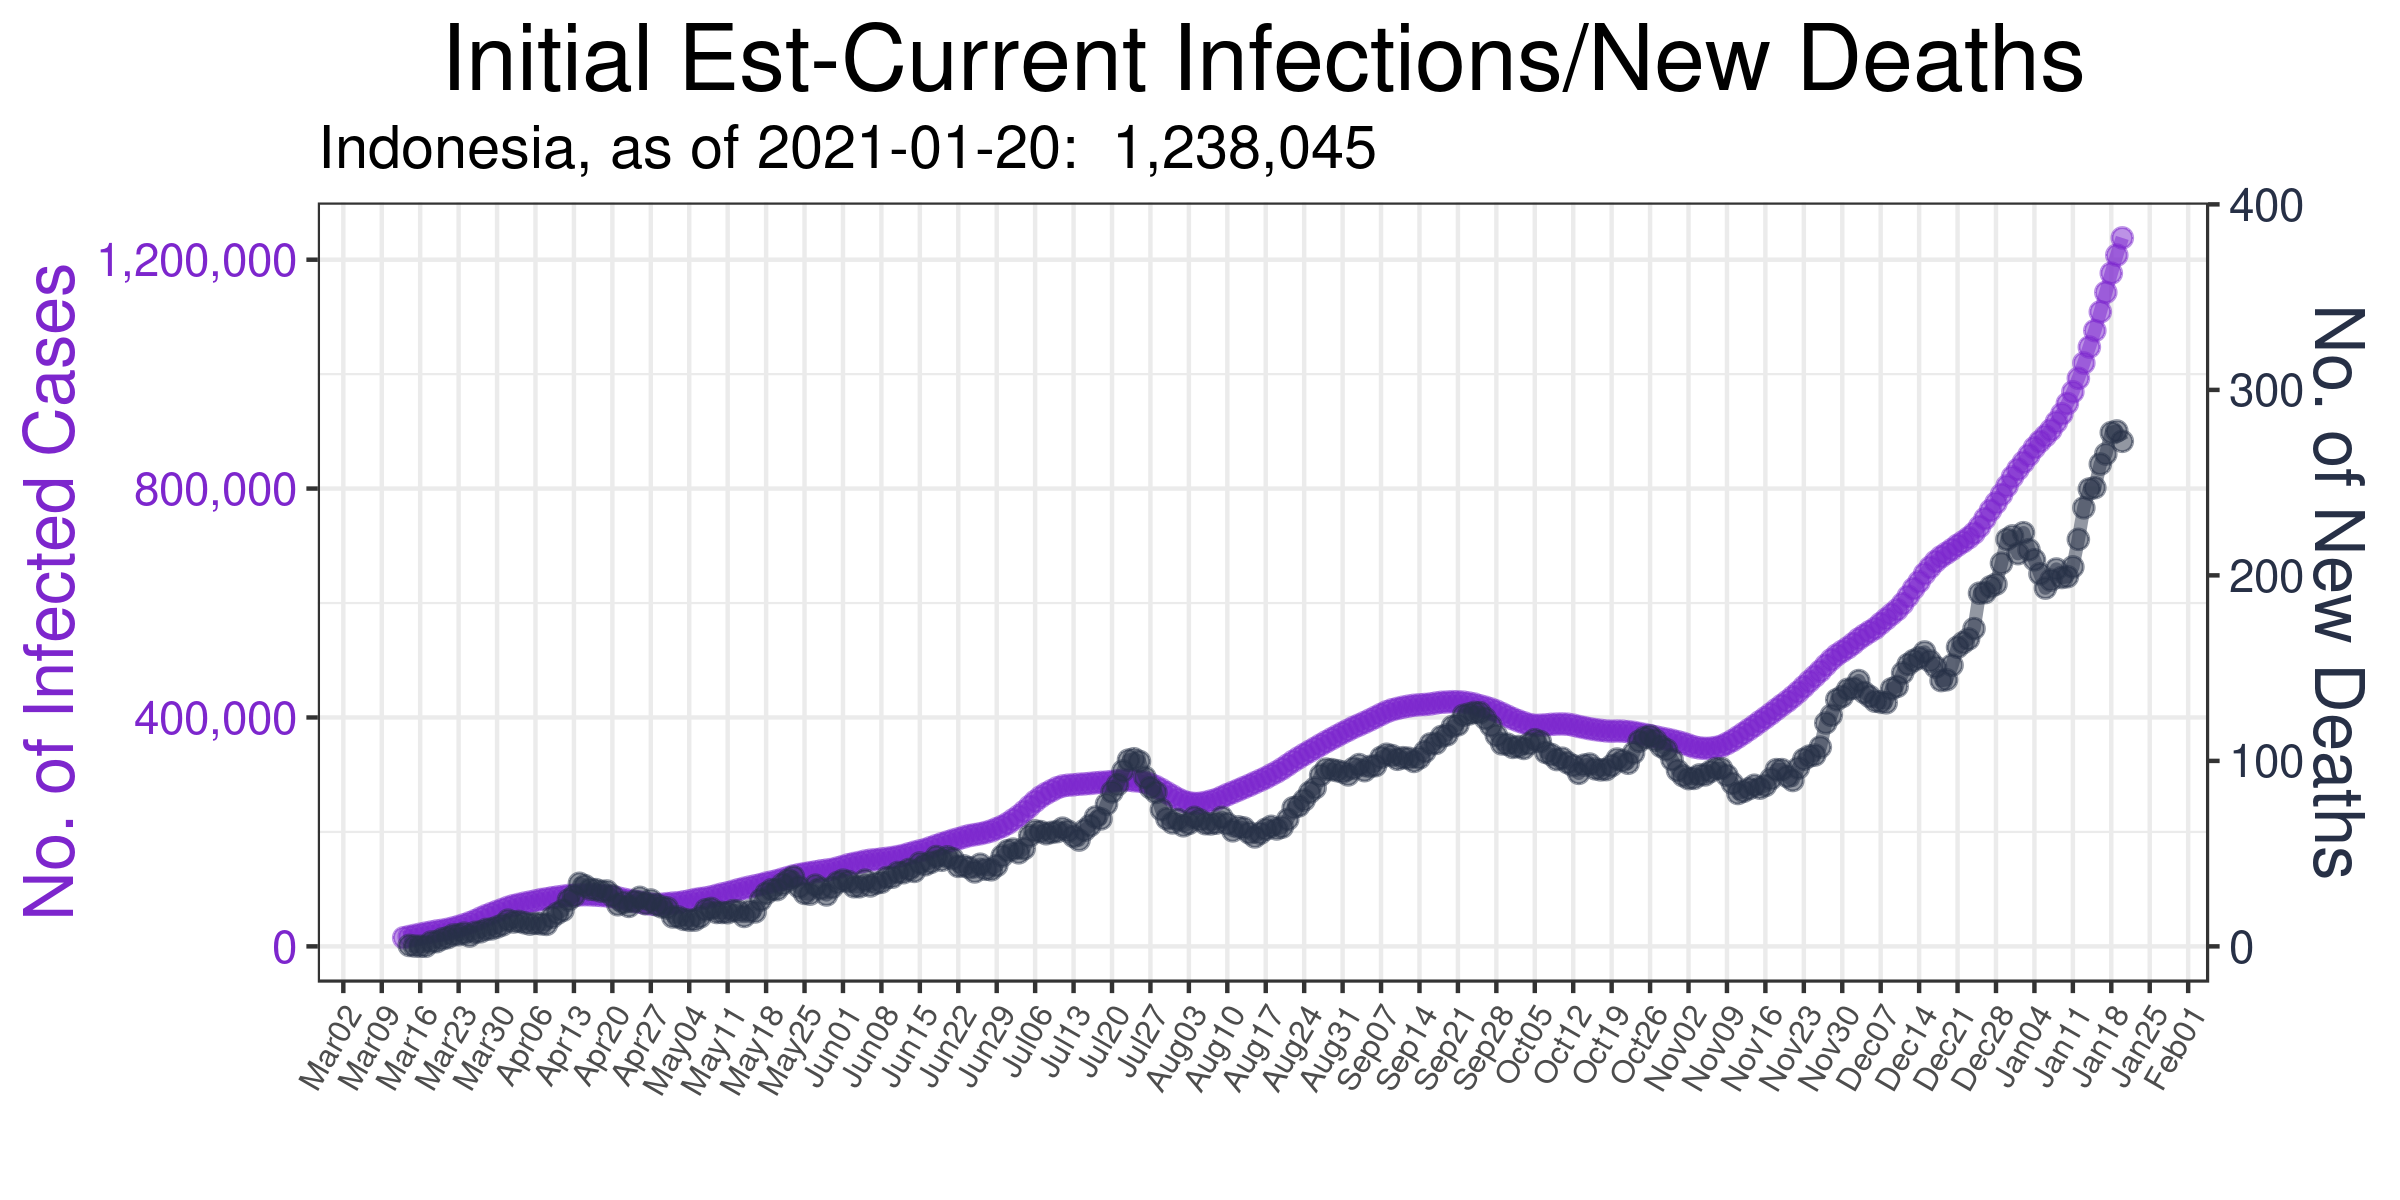 Initial Est-Current Infections/New Deaths
Indonesia, as of 2021-01-20:  1,238,045
No. of Infected Cases
1,200,000
800,000
400,000
0
400
300
200
100
0
No. of New Deaths
Mar02
Mar09
Mar16
Mar23
Mar30
Apr06
Apr13
Apr20
Apr27
May04
May11
May18
May25
Jun01
Jun08
Jun15
Jun22
Jun29
Jul06
Jul13
Jul20
Jul27
Aug03
Aug10
Aug17
Aug24
Aug31
Sep07
Sep14
Sep21
Sep28
Oct05
Oct12
Oct19
Oct26
Nov02
Nov09
Nov16
Nov23
Nov30
Dec07
Dec14
Dec21
Dec28
Jan04
Jan11
Jan18
Jan25
Feb01